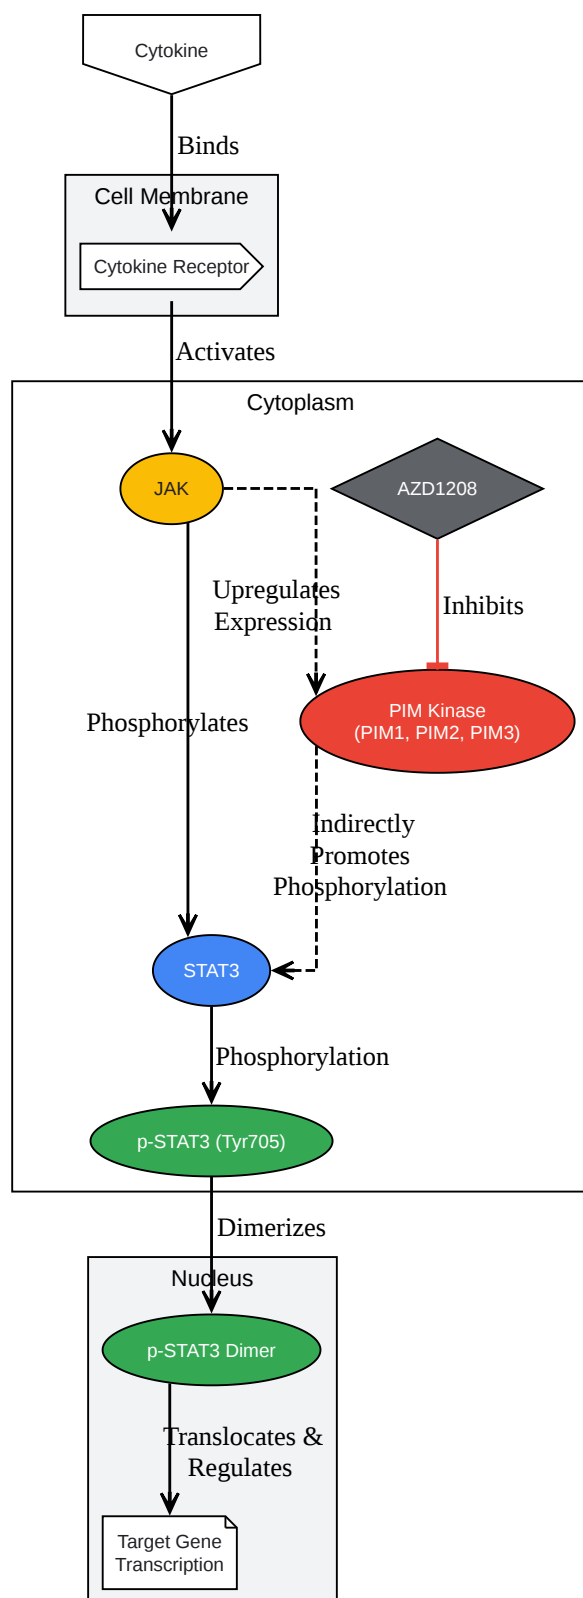 Cytokine
Binds
Cell Membrane
Cytokine Receptor
Activates
Cytoplasm
JAK
AZD1208
Upregulates
Expression
Inhibits
PIM Kinase
(PIM1, PIM2, PIM3)
Phosphorylates
Indirectly
Promotes
Phosphorylation
STAT3
Phosphorylation
p-STAT3 (Tyr705)
Dimerizes
Nucleus
p-STAT3 Dimer
Translocates &
Regulates
Target Gene
Transcription